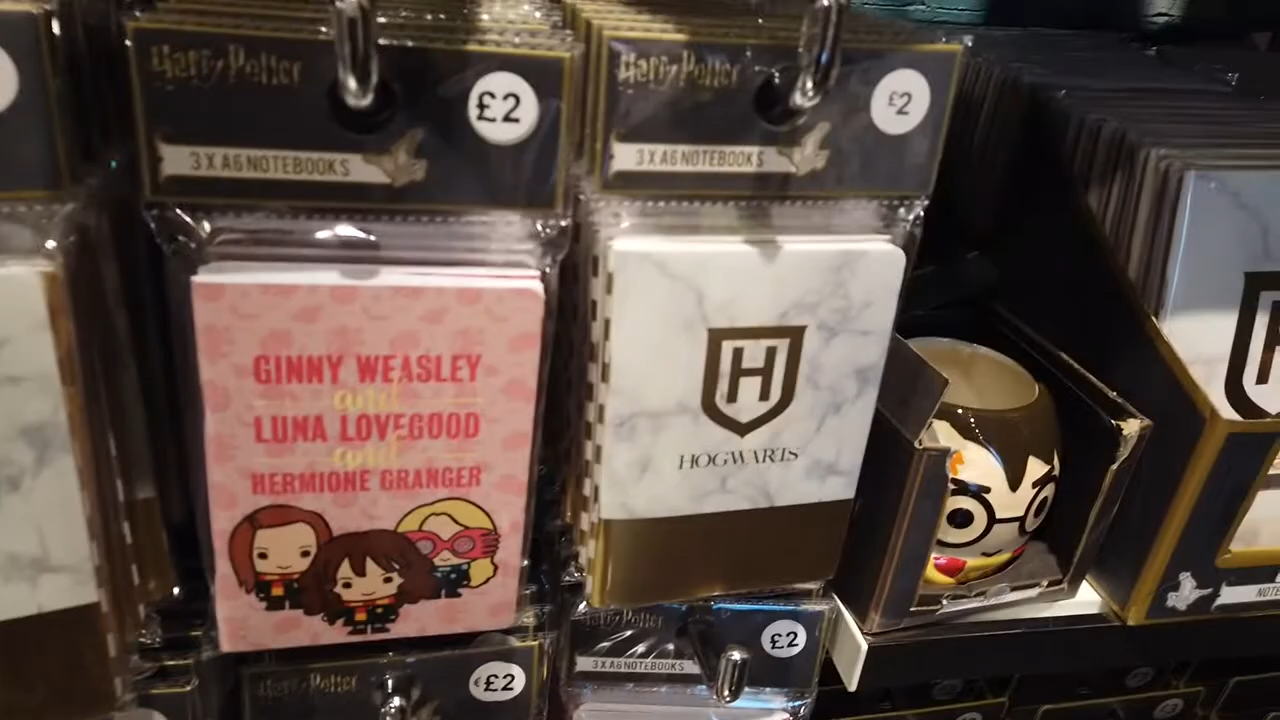 Harry Potter
£2
3 X A6 NOTEBOOKS
GINNY WEASLEY
and
LUNA LOVEGOOD
and
HERMIONE GRANGER
Harry Potter
£2
3 X A6 NOTEBOOKS
H
HOGWARTS
Harry Potter
£2
Harry Potter
£2
3 X A6 NOTEBOOKS
H